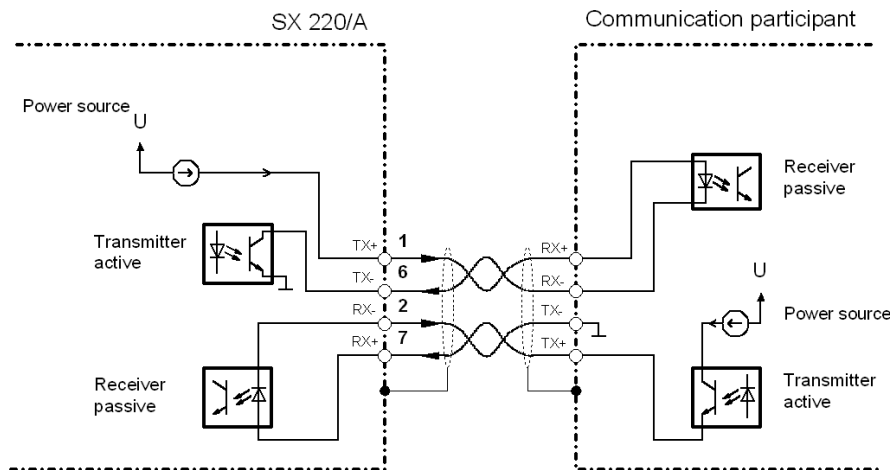 SX 220/A
Communication participant
Power source
U
Receiver
passive
Transmitter
active
TX+
1
RX+
TX-
6
RX-
RX-
2
TX-
RX+
7
TX+
U
Power source
Receiver
passive
Transmitter
active